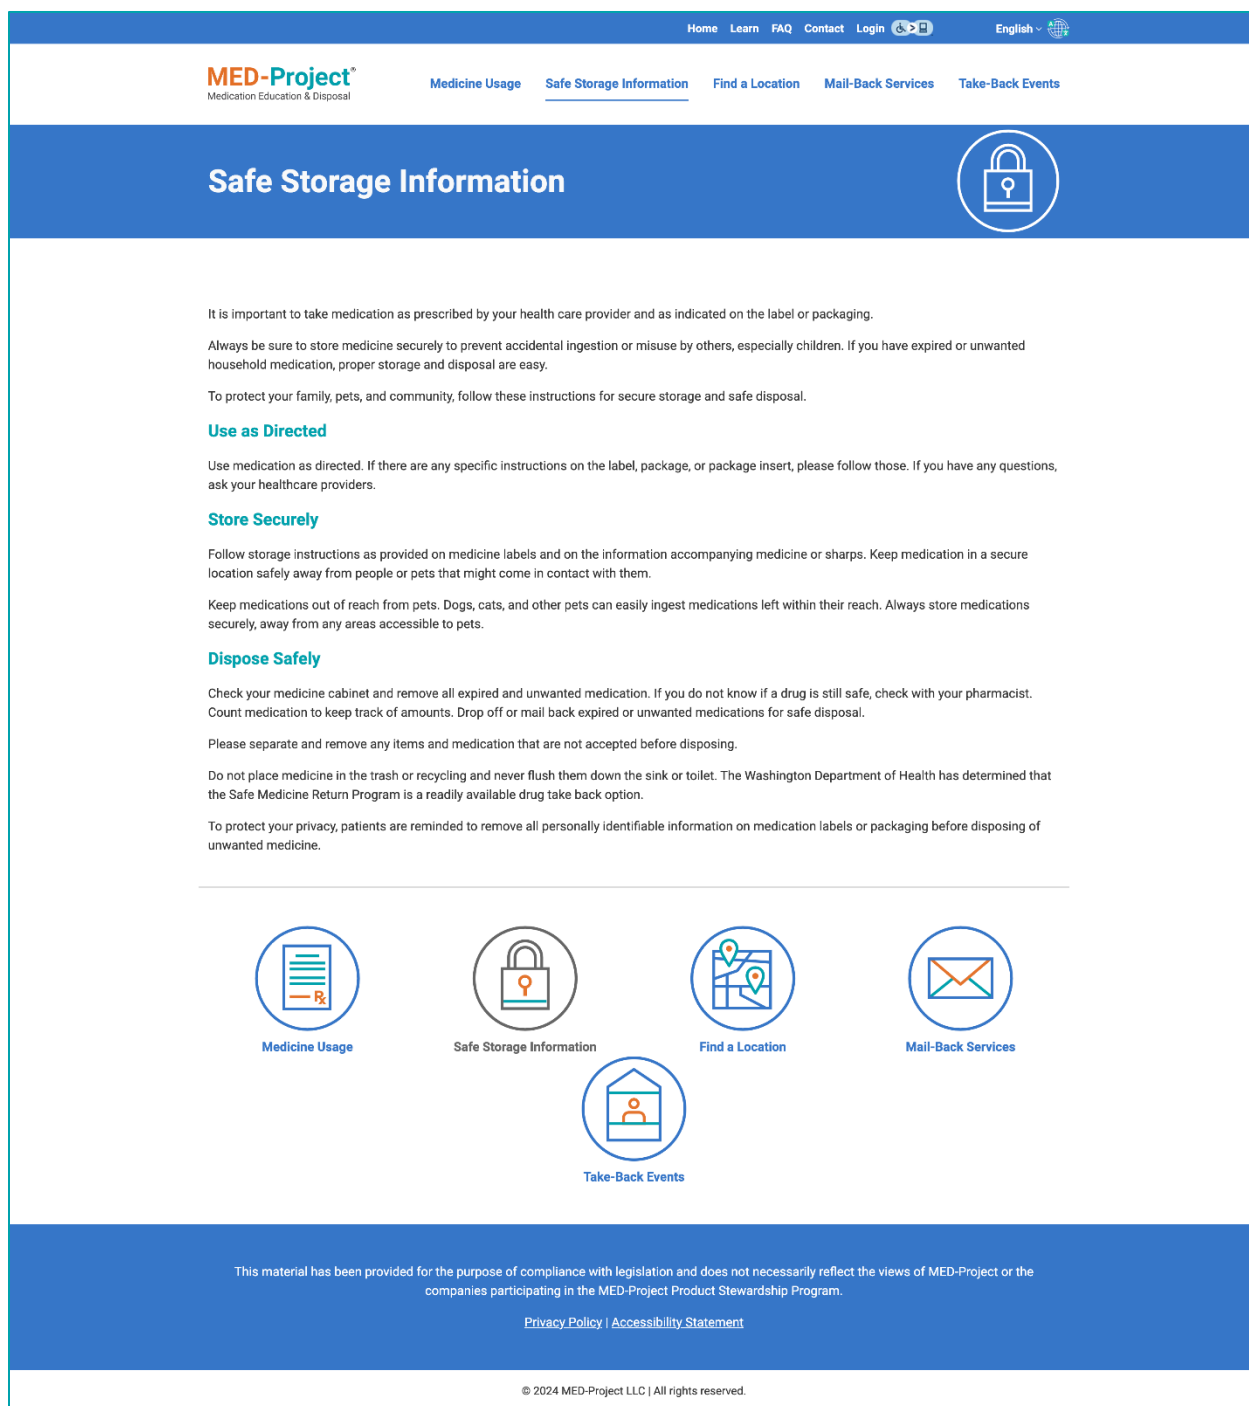 Home Learn FAQ Contact Login English
MED-Project®
Medication Education & Disposal
Medicine Usage Safe Storage Information Find a Location Mail-Back Services Take-Back Events
Safe Storage Information
It is important to take medication as prescribed by your health care provider and as indicated on the label or packaging.
Always be sure to store medicine securely to prevent accidental ingestion or misuse by others, especially children. If you have expired or unwanted
household medication, proper storage and disposal are easy.
To protect your family, pets, and community, follow these instructions for secure storage and safe disposal.
Use as Directed
Use medication as directed. If there are any specific instructions on the label, package, or package insert, please follow those. If you have any questions,
ask your healthcare providers.
Store Securely
Follow storage instructions as provided on medicine labels and on the information accompanying medicine or sharps. Keep medication in a secure
location safely away from people or pets that might come in contact with them.
Keep medications out of reach from pets. Dogs, cats, and other pets can easily ingest medications left within their reach. Always store medications
securely, away from any areas accessible to pets.
Dispose Safely
Check your medicine cabinet and remove all expired and unwanted medication. If you do not know if a drug is still safe, check with your pharmacist.
Count medication to keep track of amounts. Drop off or mail back expired or unwanted medications for safe disposal.
Please separate and remove any items and medication that are not accepted before disposing.
Do not place medicine in the trash or recycling and never flush them down the sink or toilet. The Washington Department of Health has determined that
the Safe Medicine Return Program is a readily available drug take back option.
To protect your privacy, patients are reminded to remove all personally identifiable information on medication labels or packaging before disposing of
unwanted medicine.
Rx
Medicine Usage Safe Storage Information Find a Location Mail-Back Services
Take-Back Events
This material has been provided for the purpose of compliance with legislation and does not necessarily reflect the views of MED-Project or the
companies participating in the MED-Project Product Stewardship Program.
Privacy Policy | Accessibility Statement
© 2024 MED-Project LLC | All rights reserved.